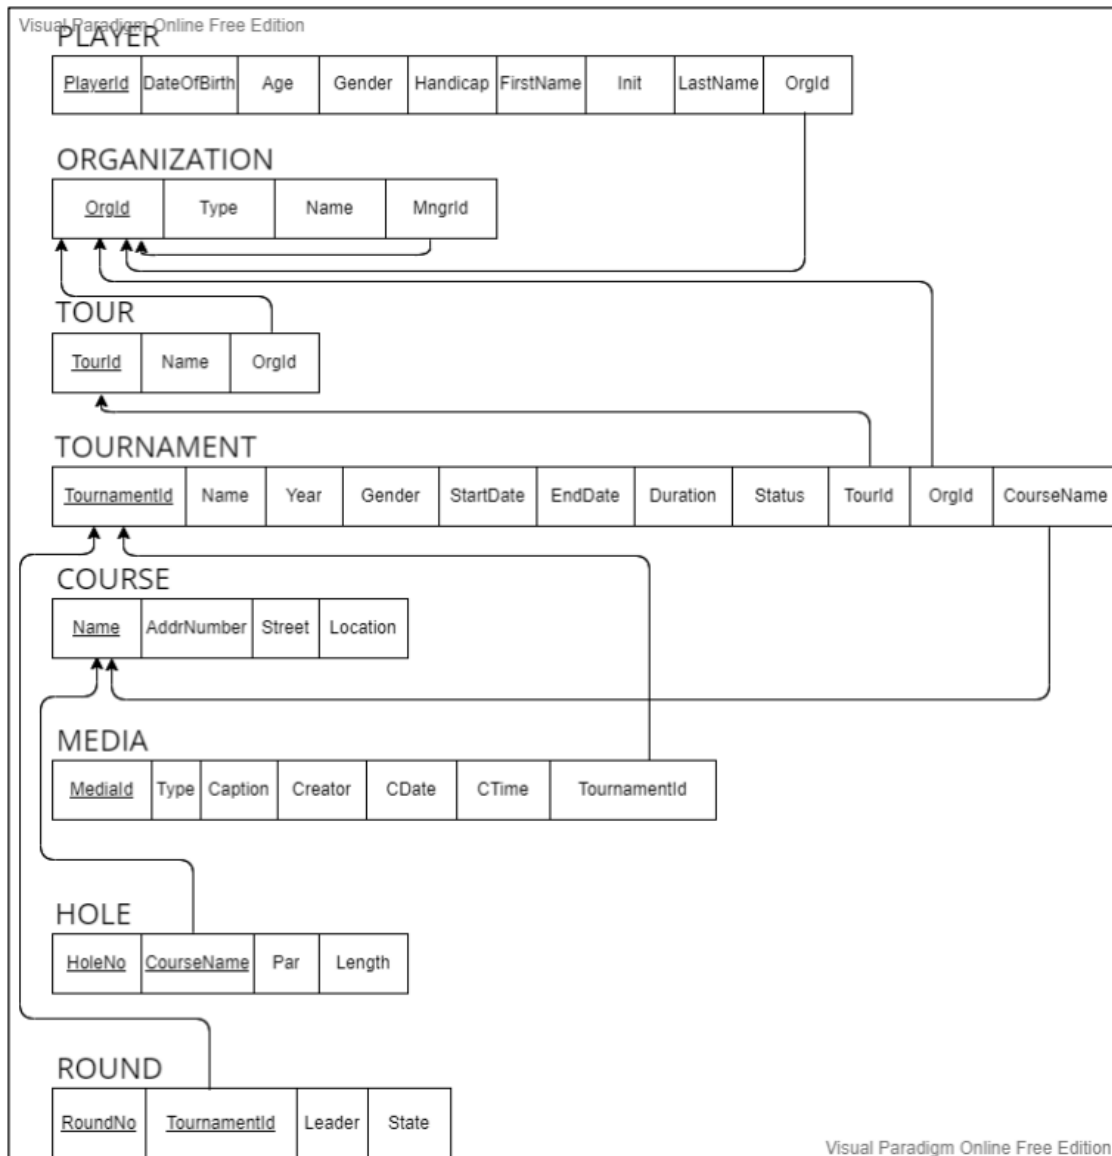 Visual Paradigm Online Free Edition
PLAYER
PlayerId DateOfBirth Age Gender Handicap FirstName Init LastName OrgId
ORGANIZATION
OrgId Type Name MngrId
TOUR
TourId Name OrgId
TOURNAMENT
TournamentId Name Year Gender StartDate EndDate Duration Status TourId OrgId CourseName
COURSE
Name AddrNumber Street Location
MEDIA
MediaId Type Caption Creator CDate CTime TournamentId
HOLE
HoleNo CourseName Par Length
ROUND
RoundNo TournamentId Leader State
Visual Paradigm Online Free Edition